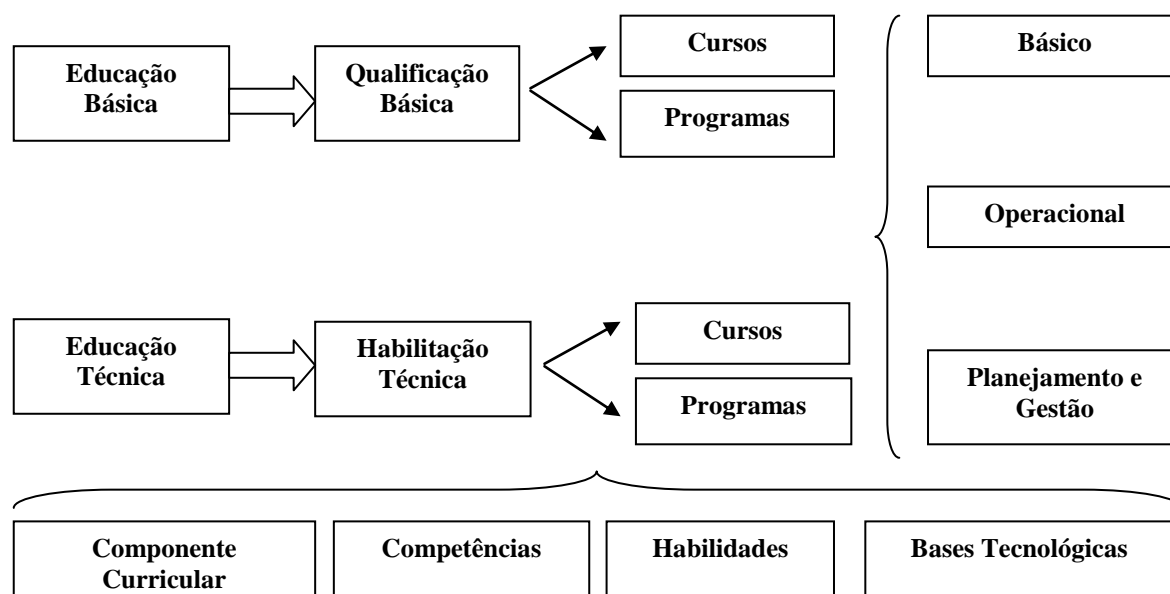 Educação
Básica
Qualificação
Básica
Cursos
Programas
Básico
Operacional
Educação
Técnica
Habilitação
Técnica
Cursos
Programas
Planejamento e
Gestão
Componente
Curricular
Competências
Habilidades
Bases Tecnológicas